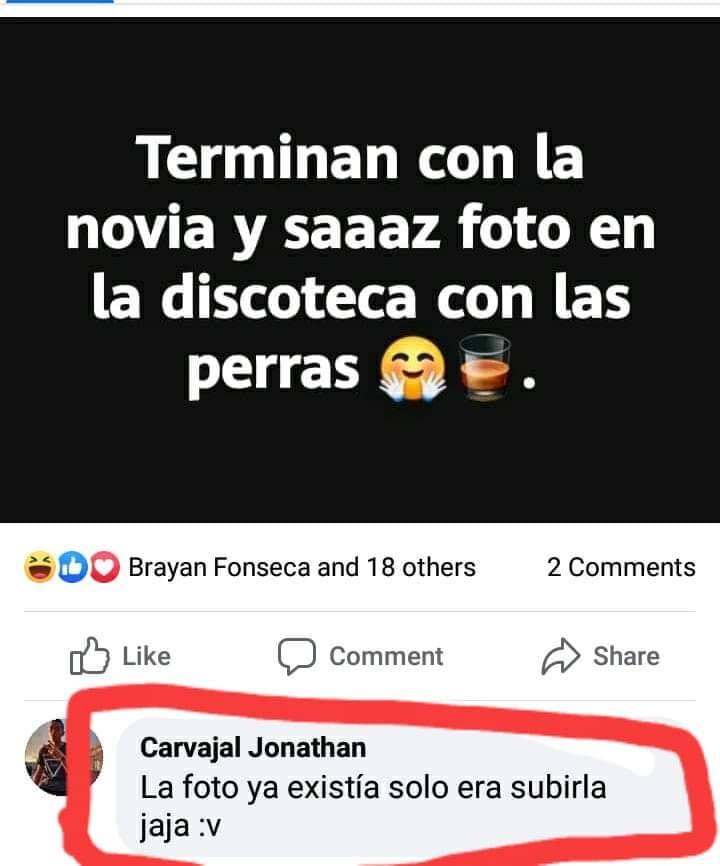 Terminan con la
novia y saaaz foto en
la discoteca con las
perras 🤗🥃.
Brayan Fonseca and 18 others 2 Comments
Like Comment Share
Carvajal Jonathan
La foto ya existía solo era subirla
jaja :v